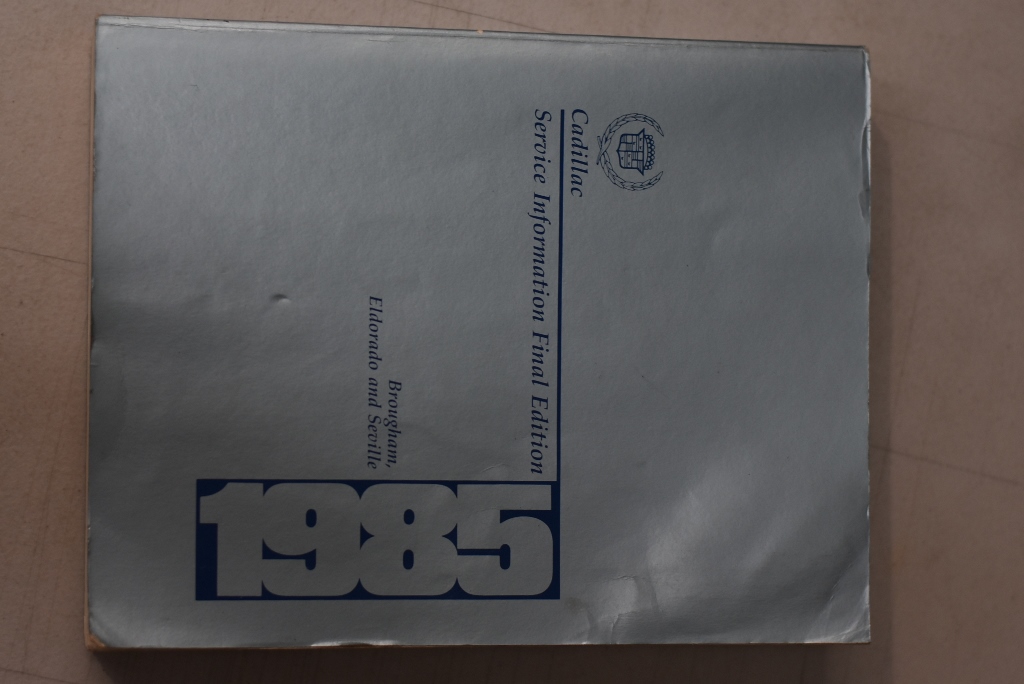 Cadillac
Service Information Final Edition
Brougham,
Eldorado and Seville
1985